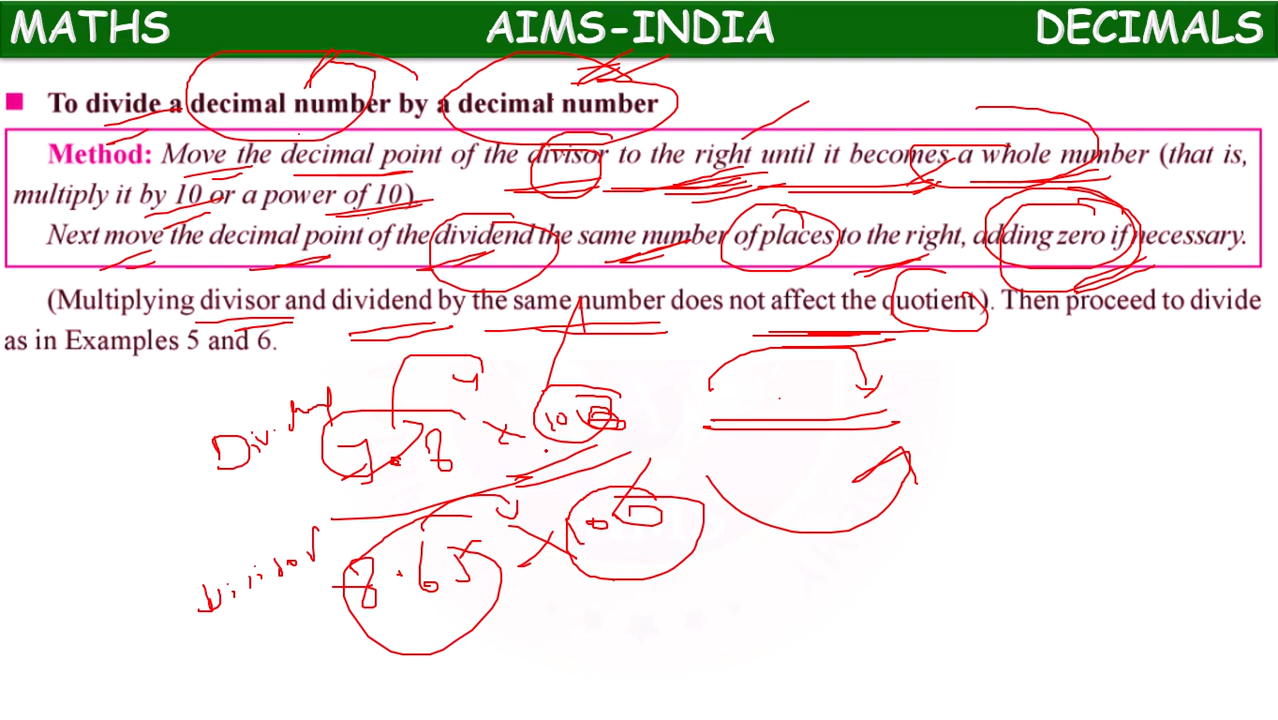 MATHS AIMS-INDIA DECIMALS
To divide a decimal number by a decimal number
Method: Move the decimal point of the divisor to the right until it becomes a whole number (that is,
multiply it by 10 or a power of 10).
Next move the decimal point of the dividend the same number of places to the right, adding zero if necessary.
(Multiplying divisor and dividend by the same number does not affect the quotient). Then proceed to divide
as in Examples 5 and 6.
8.65
Divisor